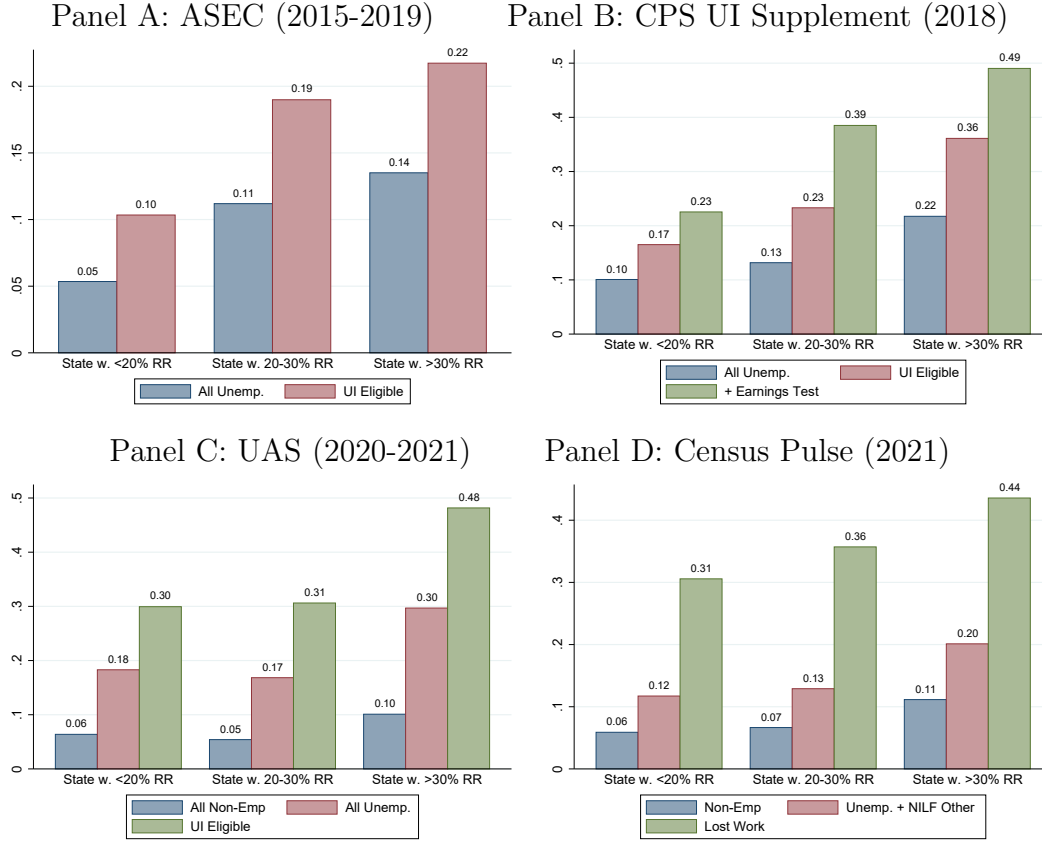 Panel A: ASEC (2015-2019)
0 .05 .1 .15 .2
0.05 0.10 0.11 0.19 0.14 0.22
State w. <20% RR State w. 20-30% RR State w. >30% RR
All Unemp. UI Eligible
Panel B: CPS UI Supplement (2018)
0 .1 .2 .3 .4 .5
0.10 0.17 0.23 0.13 0.23 0.39 0.22 0.36 0.49
State w. <20% RR State w. 20-30% RR State w. >30% RR
All Unemp. UI Eligible
+ Earnings Test
Panel C: UAS (2020-2021)
0 .1 .2 .3 .4 .5
0.06 0.18 0.30 0.05 0.17 0.31 0.10 0.30 0.48
State w. <20% RR State w. 20-30% RR State w. >30% RR
All Non-Emp All Unemp.
UI Eligible
Panel D: Census Pulse (2021)
0 .1 .2 .3 .4
0.06 0.12 0.31 0.07 0.13 0.36 0.11 0.20 0.44
State w. <20% RR State w. 20-30% RR State w. >30% RR
Non-Emp Unemp. + NILF Other
Lost Work